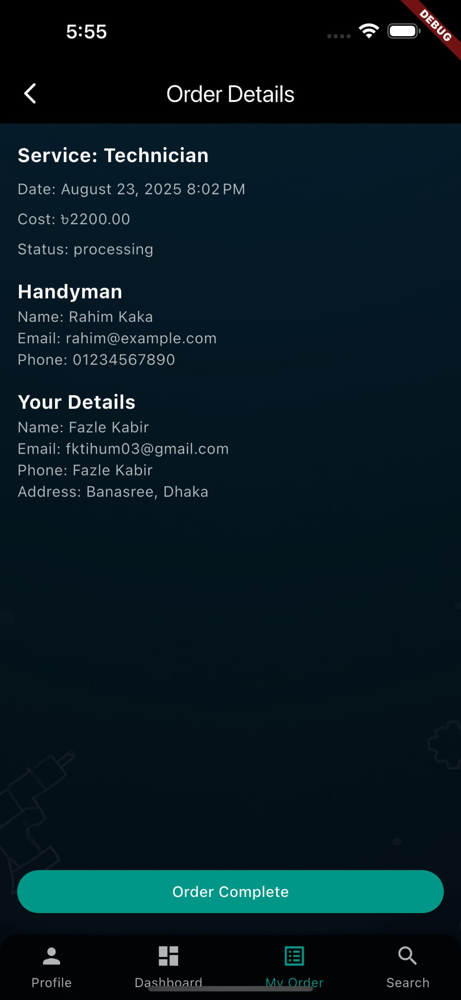 5:55
DEBUG
Order Details
Service: Technician
Date: August 23, 2025 8:02 PM
Cost: ৳2200.00
Status: processing
Handyman
Name: Rahim Kaka
Email: rahim@example.com
Phone: 01234567890
Your Details
Name: Fazle Kabir
Email: fktihum03@gmail.com
Phone: Fazle Kabir
Address: Banasree, Dhaka
Order Complete
Profile
Dashboard
My Order
Search